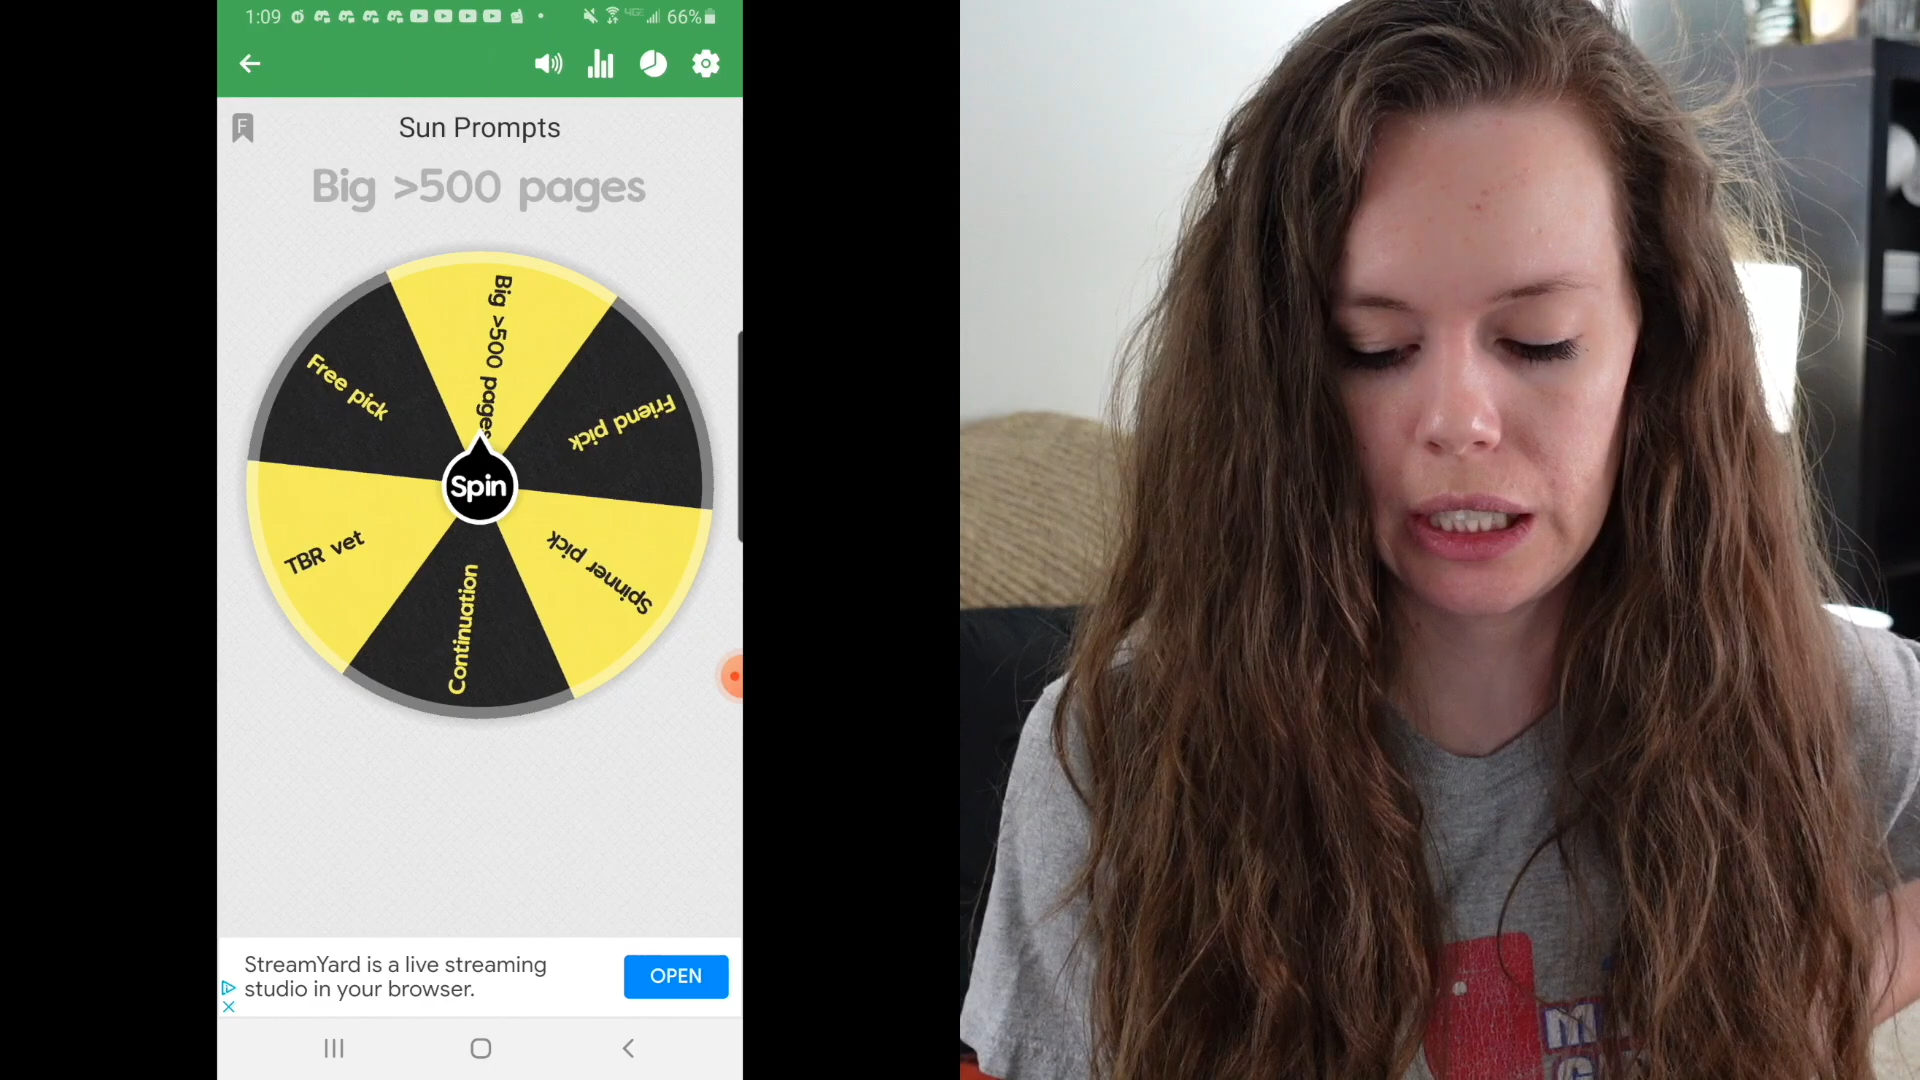 1:09
66%
Sun Prompts
Big >500 pages
Big >500 pages
Free pick
Friend pick
Spin
TBR vet
Spinner pick
Continuation
StreamYard is a live streaming
studio in your browser.
OPEN